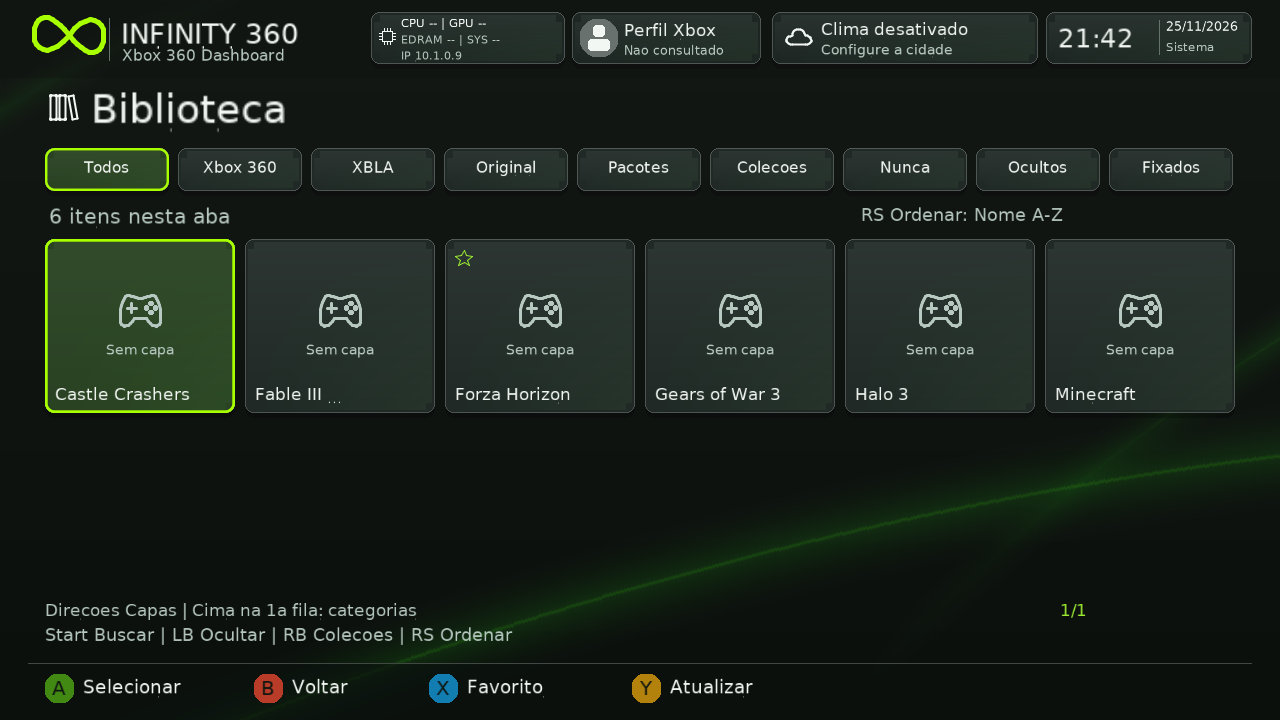 INFINITY 360
Xbox 360 Dashboard
CPU -- | GPU --
EDRAM -- | SYS --
IP 10.1.0.9
Perfil Xbox
Nao consultado
Clima desativado
Configure a cidade
21:42
25/11/2026
Sistema
Biblioteca
Todos
Xbox 360
XBLA
Original
Pacotes
Colecoes
Nunca
Ocultos
Fixados
6 itens nesta aba
RS Ordenar: Nome A-Z
Sem capa
Castle Crashers
Sem capa
Fable III ...
Sem capa
Forza Horizon
Sem capa
Gears of War 3
Sem capa
Halo 3
Sem capa
Minecraft
Direcoes Capas | Cima na 1a fila: categorias
1/1
Start Buscar | LB Ocultar | RB Colecoes | RS Ordenar
A Selecionar
B Voltar
X Favorito
Y Atualizar